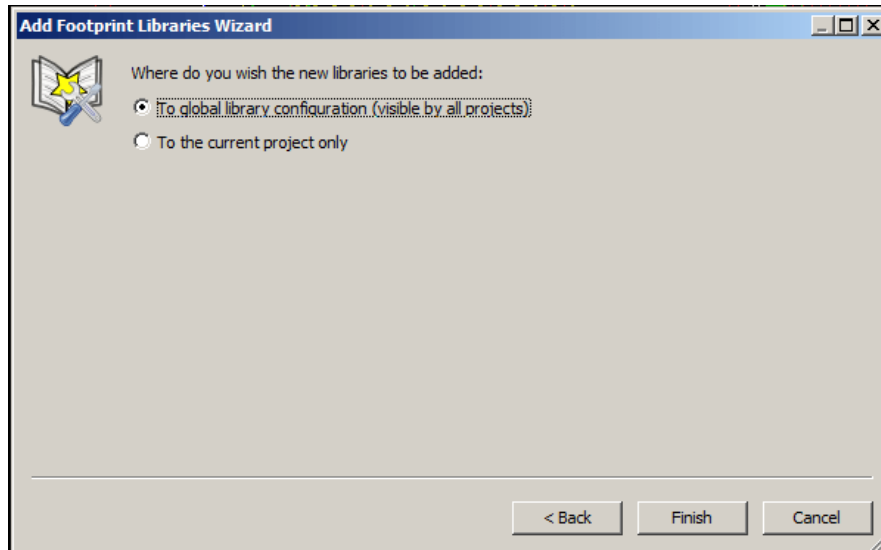 Add Footprint Libraries Wizard
Where do you wish the new libraries to be added:
To global library configuration (visible by all projects)
To the current project only
< Back
Finish
Cancel